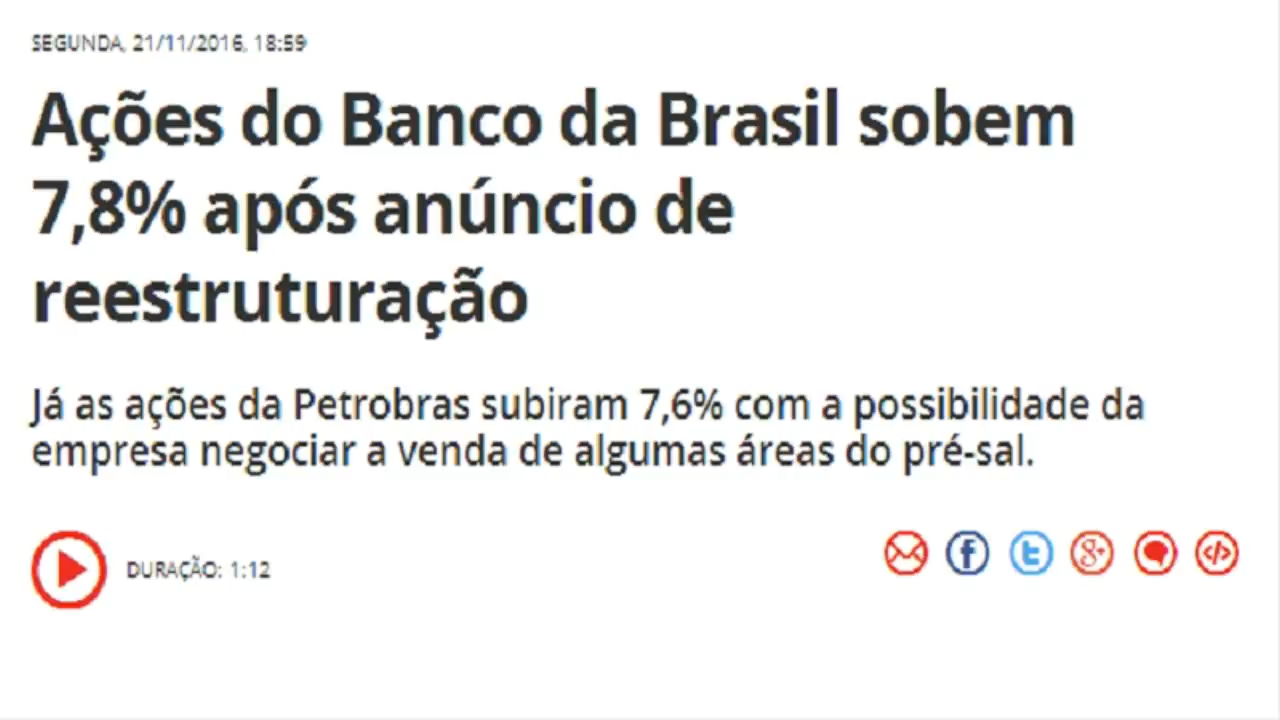 SEGUNDA, 21/11/2016, 18:59
Ações do Banco da Brasil sobem
7,8% após anúncio de
reestruturação
Já as ações da Petrobras subiram 7,6% com a possibilidade da
empresa negociar a venda de algumas áreas do pré-sal.
DURAÇÃO: 1:12